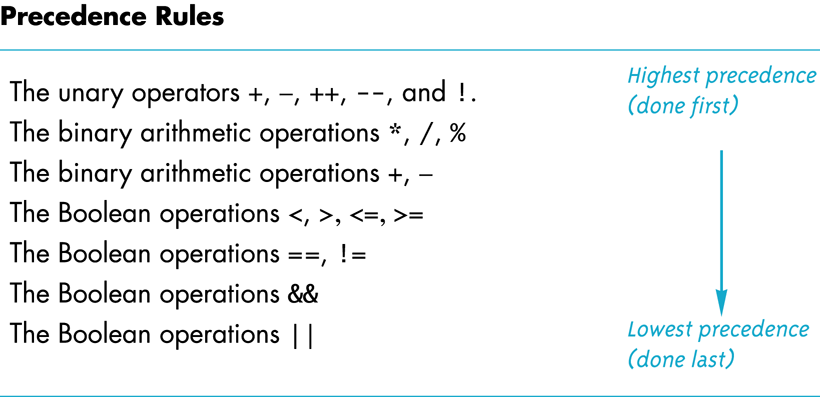 Precedence Rules
The unary operators +, –, ++, --, and !.
The binary arithmetic operations *, /, %
The binary arithmetic operations +, –
The Boolean operations <, >, <=, >=
The Boolean operations ==, !=
The Boolean operations &&
The Boolean operations ||
Highest precedence
(done first)
Lowest precedence
(done last)